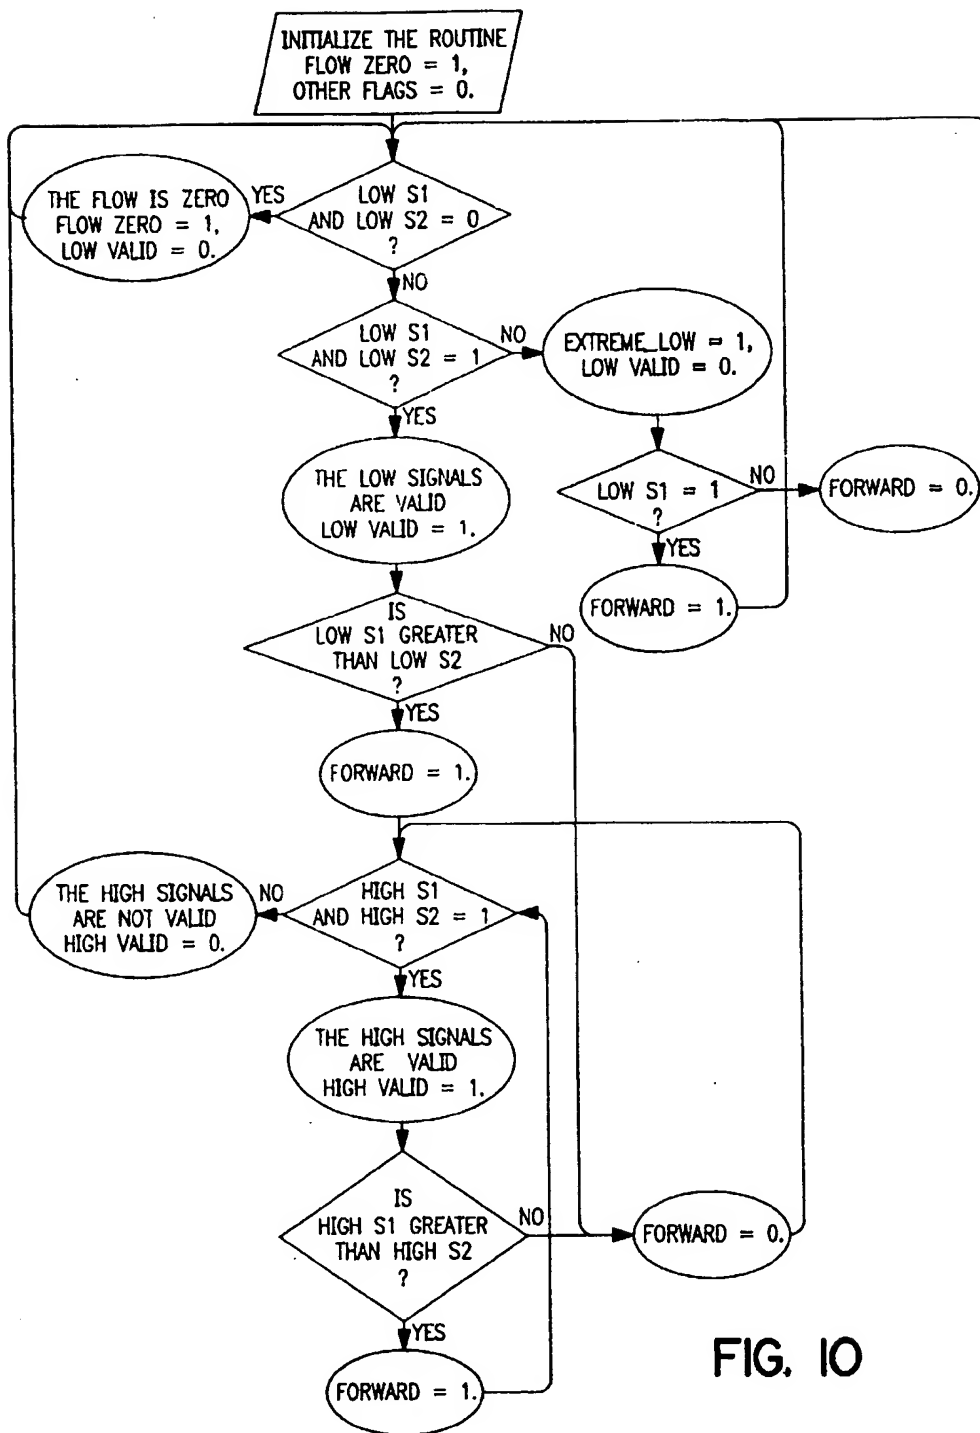 INITIALIZE THE ROUTINE
FLOW ZERO = 1,
OTHER FLAGS = 0.
LOW S1
AND LOW S2 = 0
?
YES
THE FLOW IS ZERO
FLOW ZERO = 1,
LOW VALID = 0.
NO
LOW S1
AND LOW S2 = 1
?
NO
EXTREME_LOW = 1,
LOW VALID = 0.
YES
THE LOW SIGNALS
ARE VALID
LOW VALID = 1.
LOW S1 = 1
?
NO
FORWARD = 0.
YES
FORWARD = 1.
IS
LOW S1 GREATER
THAN LOW S2
?
NO
YES
FORWARD = 1.
HIGH S1
AND HIGH S2 = 1
?
NO
THE HIGH SIGNALS
ARE NOT VALID
HIGH VALID = 0.
YES
THE HIGH SIGNALS
ARE VALID
HIGH VALID = 1.
IS
HIGH S1 GREATER
THAN HIGH S2
?
NO
FORWARD = 0.
YES
FORWARD = 1.
FIG. 10